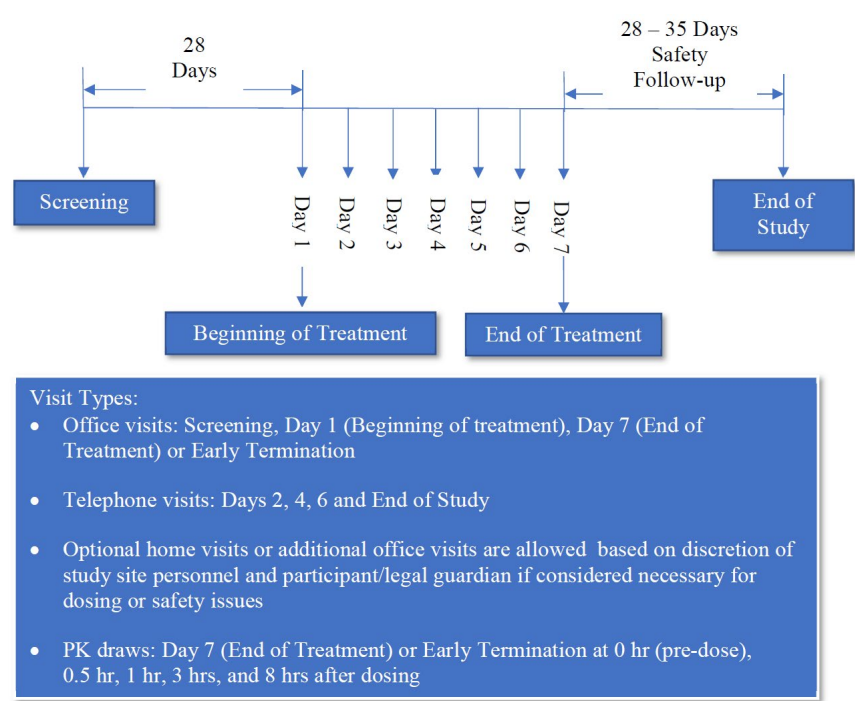 28
Days
28 – 35 Days
Safety
Follow-up
Screening
Day 1
Day 2
Day 3
Day 4
Day 5
Day 6
Day 7
End of
Study
Beginning of Treatment
End of Treatment
Visit Types:
• Office visits: Screening, Day 1 (Beginning of treatment), Day 7 (End of
Treatment) or Early Termination
• Telephone visits: Days 2, 4, 6 and End of Study
• Optional home visits or additional office visits are allowed based on discretion of
study site personnel and participant/legal guardian if considered necessary for
dosing or safety issues
• PK draws: Day 7 (End of Treatment) or Early Termination at 0 hr (pre-dose),
0.5 hr, 1 hr, 3 hrs, and 8 hrs after dosing